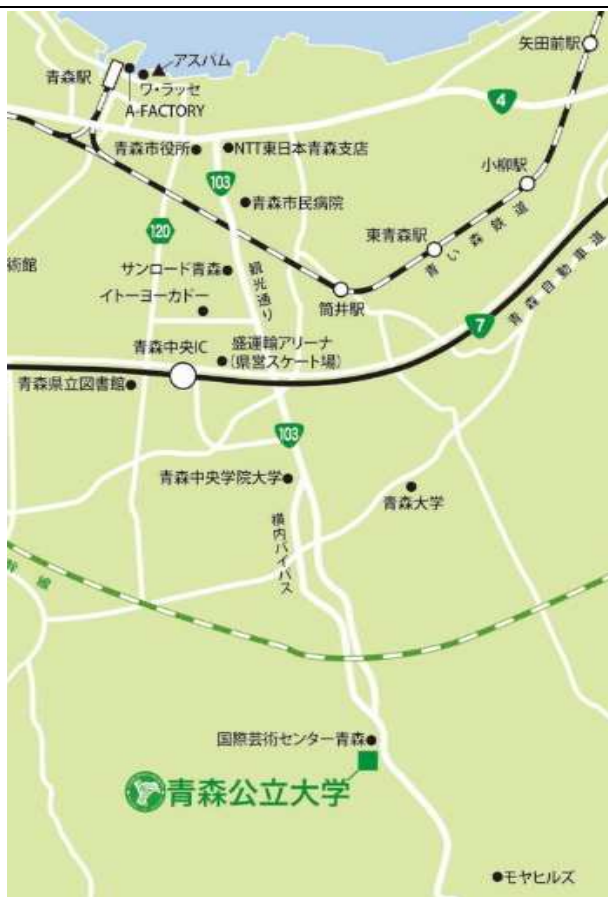 矢田前駅
アスパム
青森駅
ワ・ラッセ
A-FACTORY
4
青森市役所
NTT東日本青森支店
小柳駅
103
青森市民病院
120
東青森駅
青い森鉄道
術館
サンロード青森
観光通り
イトーヨーカドー
筒井駅
青森自動車道
7
青森中央IC
盛運輸アリーナ
(県営スケート場)
青森県立図書館
103
青森中央学院大学
青森大学
横内バイパス
幹線
国際芸術センター青森
青森公立大学
モヤヒルズ